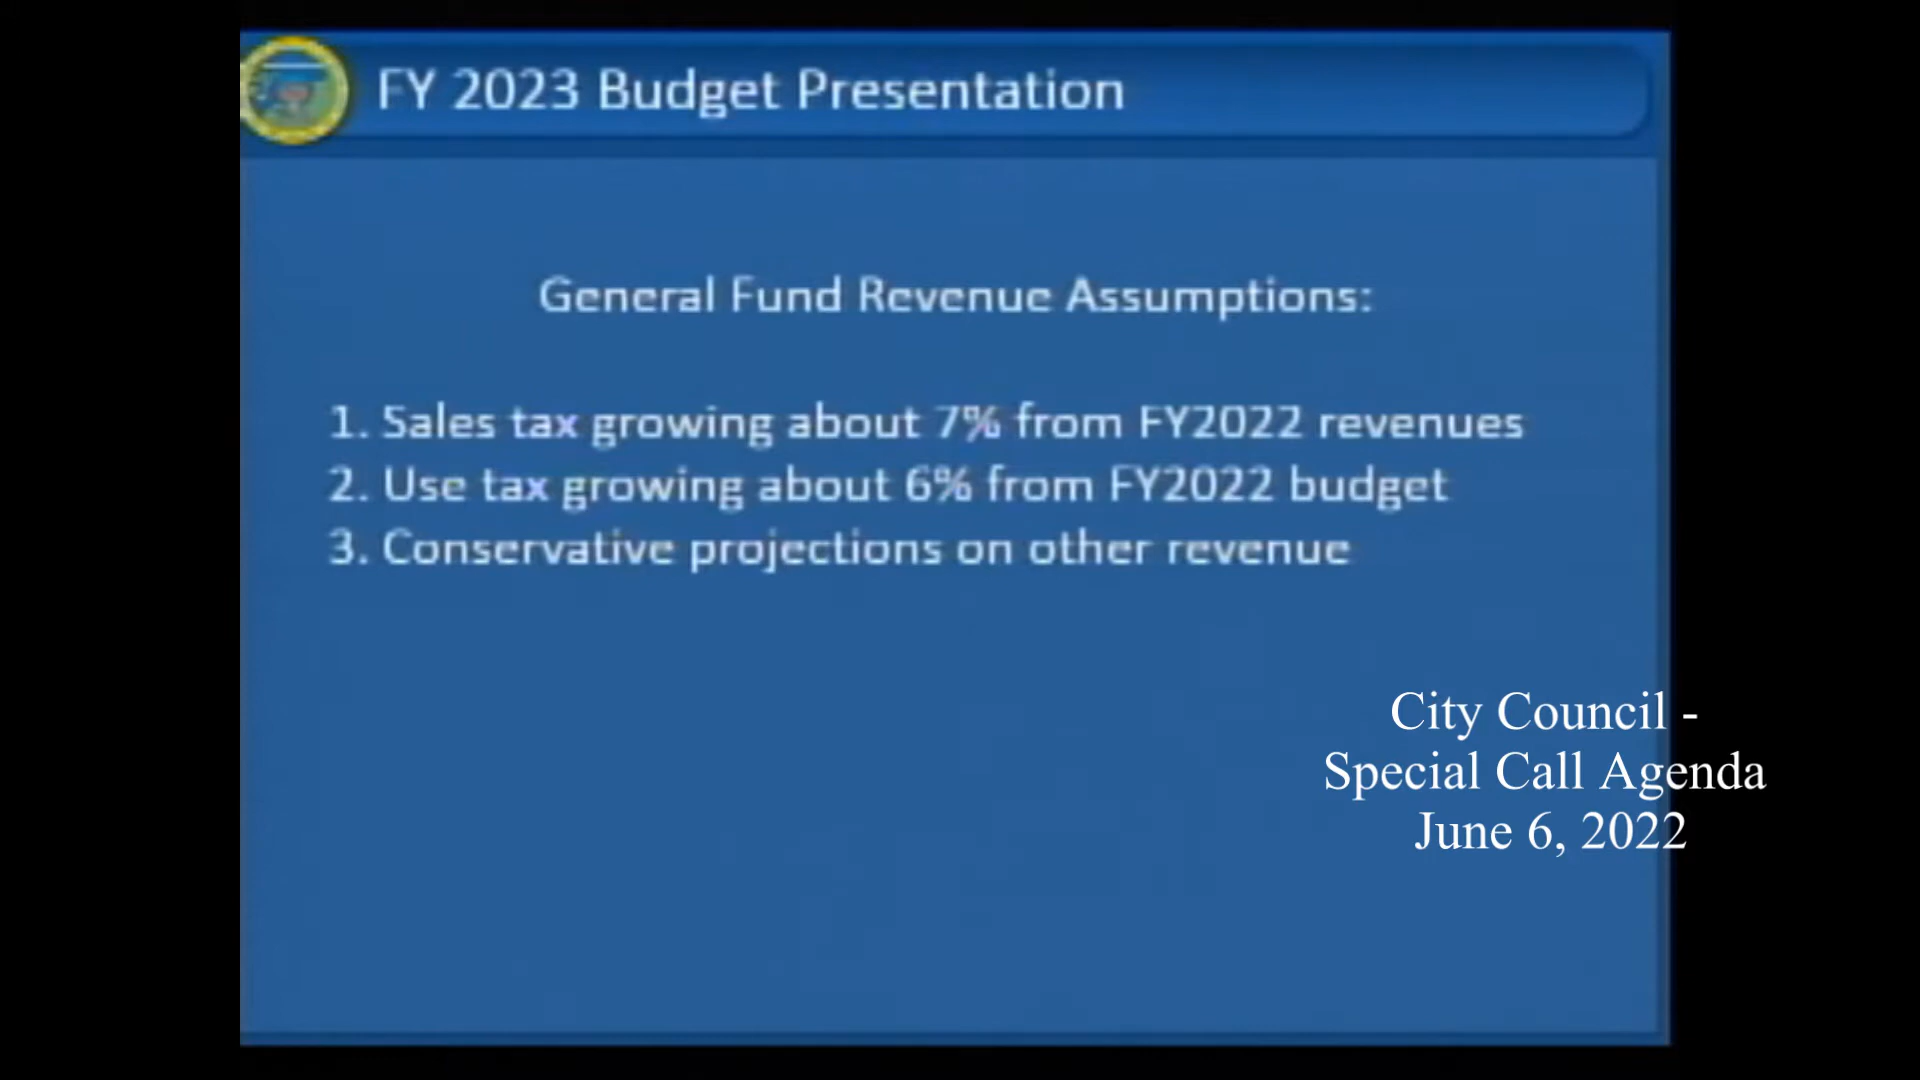 FY 2023 Budget Presentation
General Fund Revenue Assumptions:
1. Sales tax growing about 7% from FY2022 revenues
2. Use tax growing about 6% from FY2022 budget
3. Conservative projections on other revenue
City Council -
Special Call Agenda
June 6, 2022